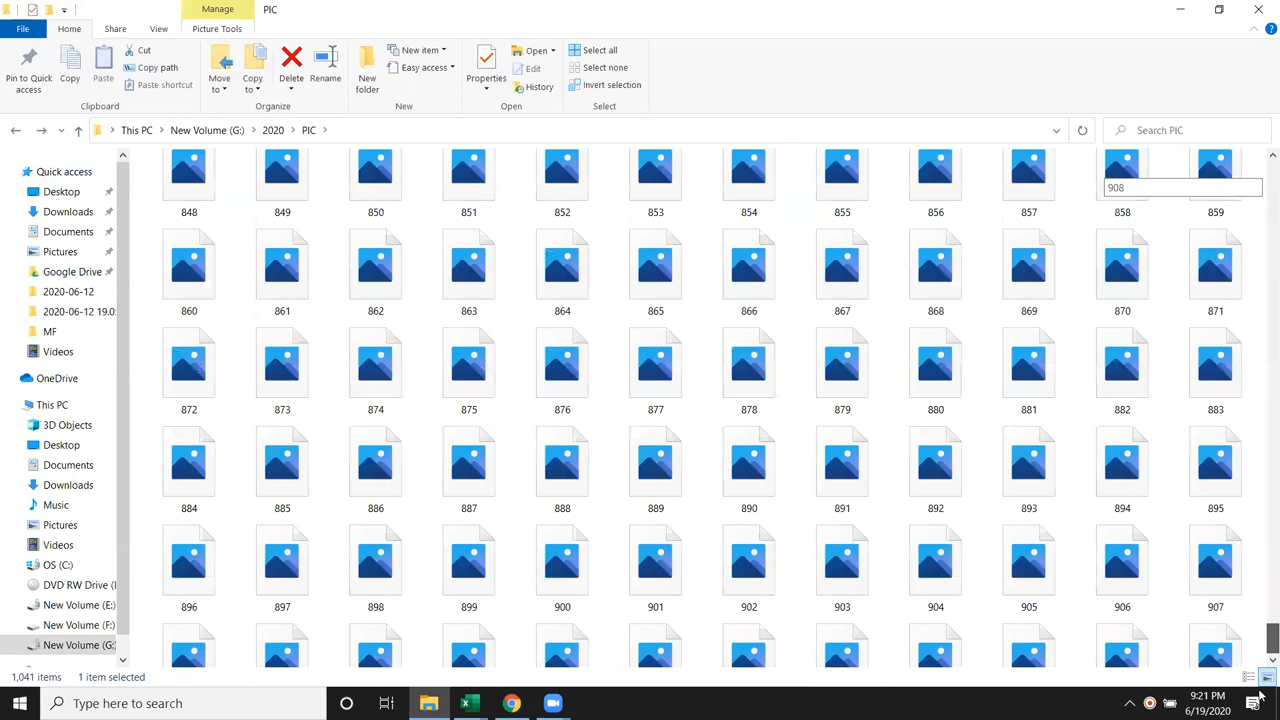 Manage
PIC
File
Home
Share
View
Picture Tools
Pin to Quick access
Copy
Paste
Cut
Copy path
Paste shortcut
Clipboard
Move to
Copy to
Delete
Rename
Organize
New folder
New item
Easy access
New
Properties
Open
Edit
History
Open
Select all
Select none
Invert selection
Select
This PC
New Volume (G:)
2020
PIC
Search PIC
Quick access
Desktop
Downloads
Documents
Pictures
Google Drive
2020-06-12
2020-06-12 19.0
MF
Videos
OneDrive
This PC
3D Objects
Desktop
Documents
Downloads
Music
Pictures
Videos
OS (C:)
DVD RW Drive (
New Volume (E:)
New Volume (F:)
New Volume (G:
908
848 849 850 851 852 853 854 855 856 857 858 859
860 861 862 863 864 865 866 867 868 869 870 871
872 873 874 875 876 877 878 879 880 881 882 883
884 885 886 887 888 889 890 891 892 893 894 895
896 897 898 899 900 901 902 903 904 905 906 907
1,041 items 1 item selected
Type here to search
9:21 PM
6/19/2020